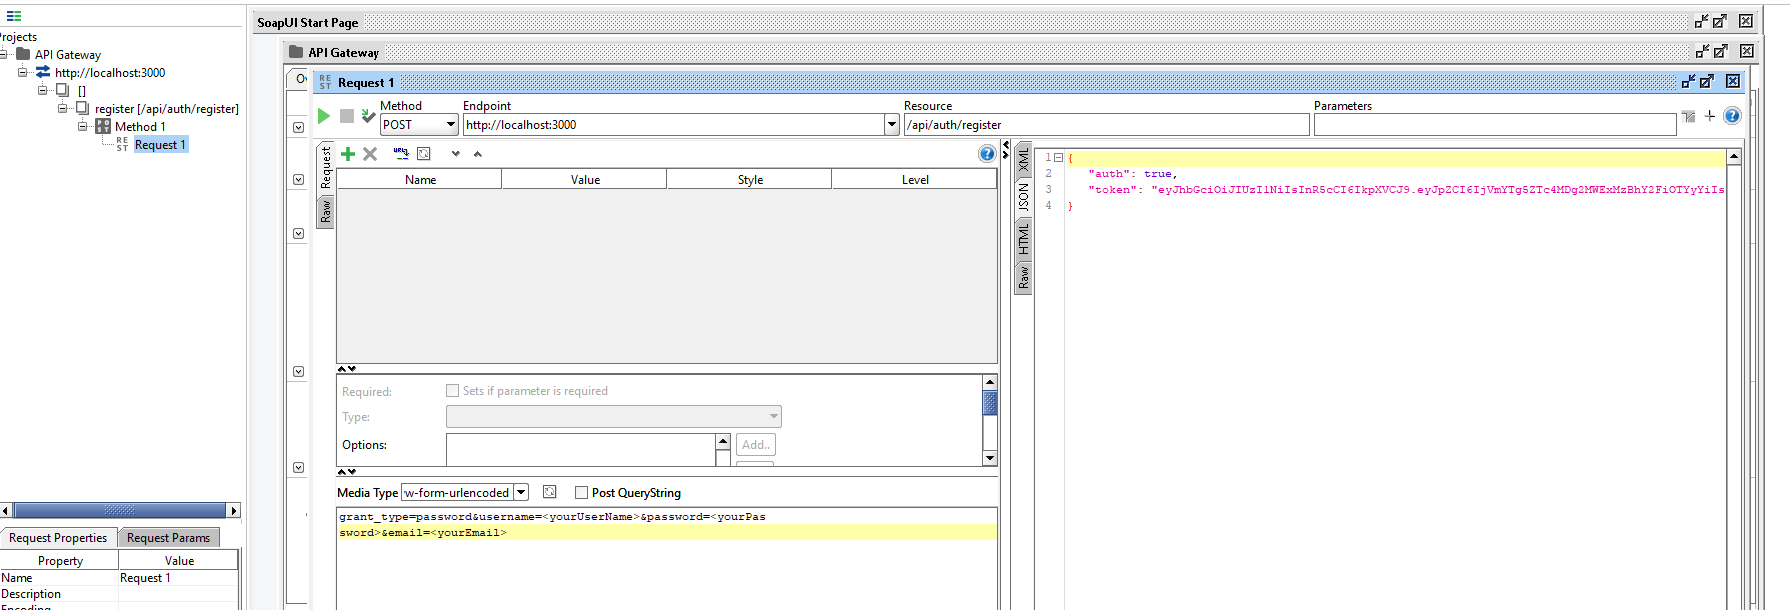 SoapUI Start Page
Projects
API Gateway
http://localhost:3000
[]
register [/api/auth/register]
Method 1
Request 1
API Gateway
Ov
Request 1
Method
Endpoint
Resource
Parameters
POST
http://localhost:3000
/api/auth/register
Request
Raw
Name
Value
Style
Level
Required:
Sets if parameter is required
Type:
Options:
Add..
Media Type
w-form-urlencoded
Post QueryString
grant_type=password&username=<yourUserName>&password=<yourPas
sword>&email=<yourEmail>
XML
JSON
HTML
Raw
1 {
2 "auth": true,
3 "token": "eyJhbGciOiJIUzI1NiIsInR5cCI6IkpXVCJ9.eyJpZCI6IjVmYTg5ZTc4MDg2MWExMzBhY2FiOTYyYiIs
4 }
Request Properties
Request Params
Property
Value
Name
Request 1
Description
Encoding